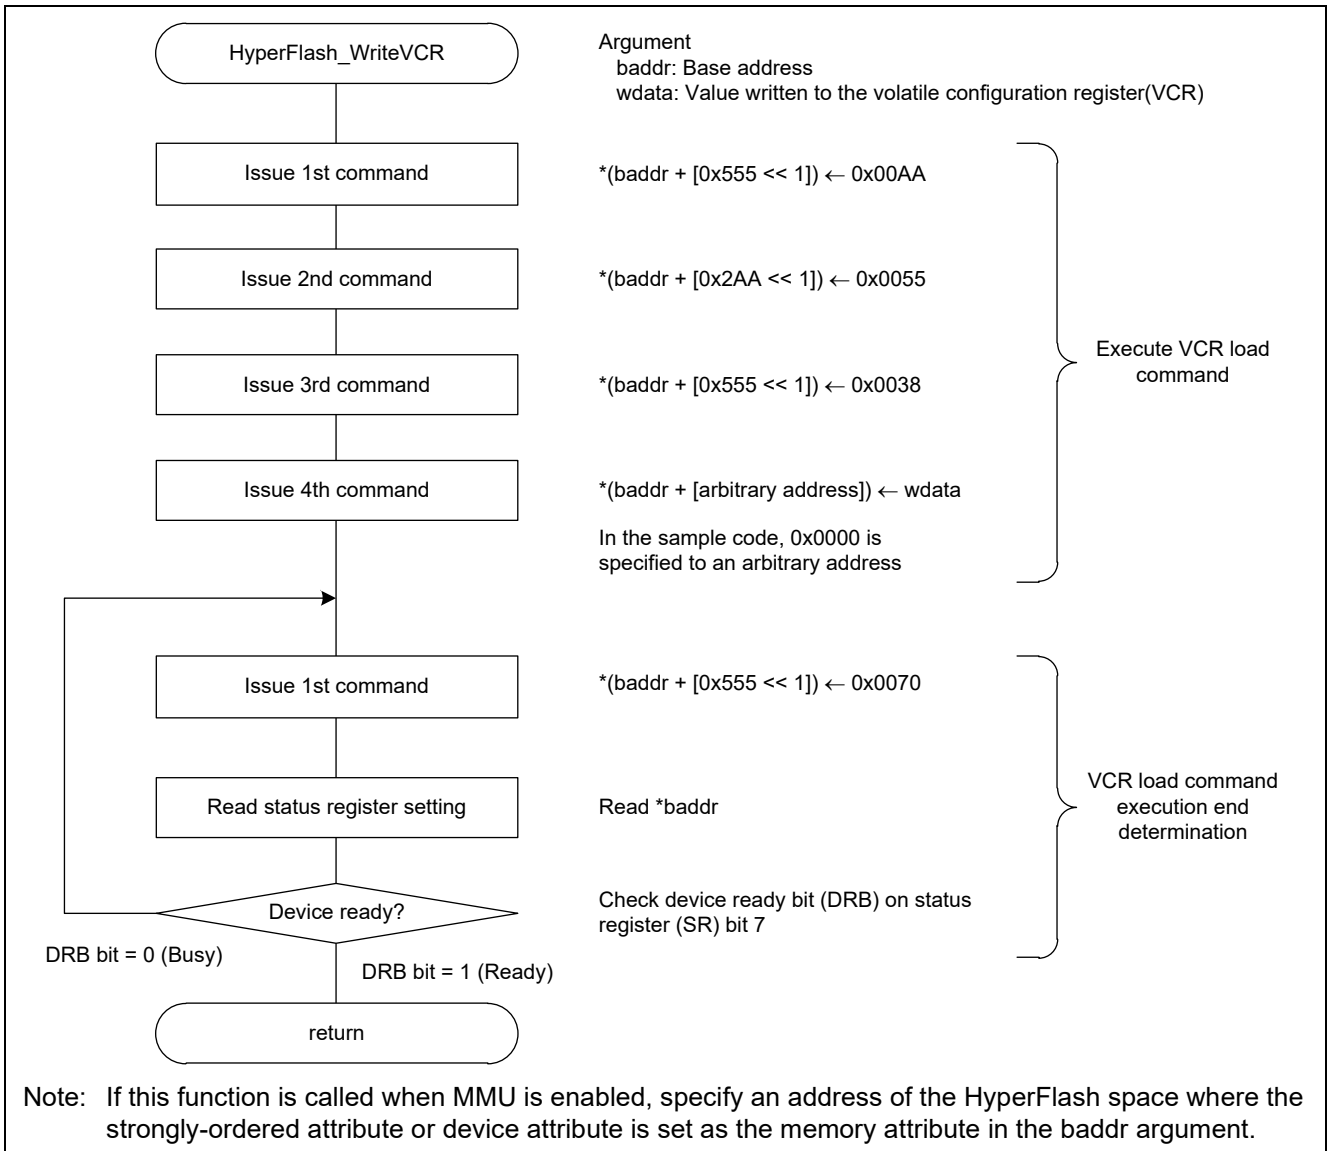 HyperFlash_WriteVCR
Argument
baddr: Base address
wdata: Value written to the volatile configuration register(VCR)
Issue 1st command
*(baddr + [0x555 << 1]) ← 0x00AA
Issue 2nd command
*(baddr + [0x2AA << 1]) ← 0x0055
Issue 3rd command
*(baddr + [0x555 << 1]) ← 0x0038
Execute VCR load
command
Issue 4th command
*(baddr + [arbitrary address]) ← wdata
In the sample code, 0x0000 is
specified to an arbitrary address
Issue 1st command
*(baddr + [0x555 << 1]) ← 0x0070
Read status register setting
Read *baddr
VCR load command
execution end
determination
Device ready?
Check device ready bit (DRB) on status
register (SR) bit 7
DRB bit = 0 (Busy)
DRB bit = 1 (Ready)
return
Note: If this function is called when MMU is enabled, specify an address of the HyperFlash space where the
strongly-ordered attribute or device attribute is set as the memory attribute in the baddr argument.